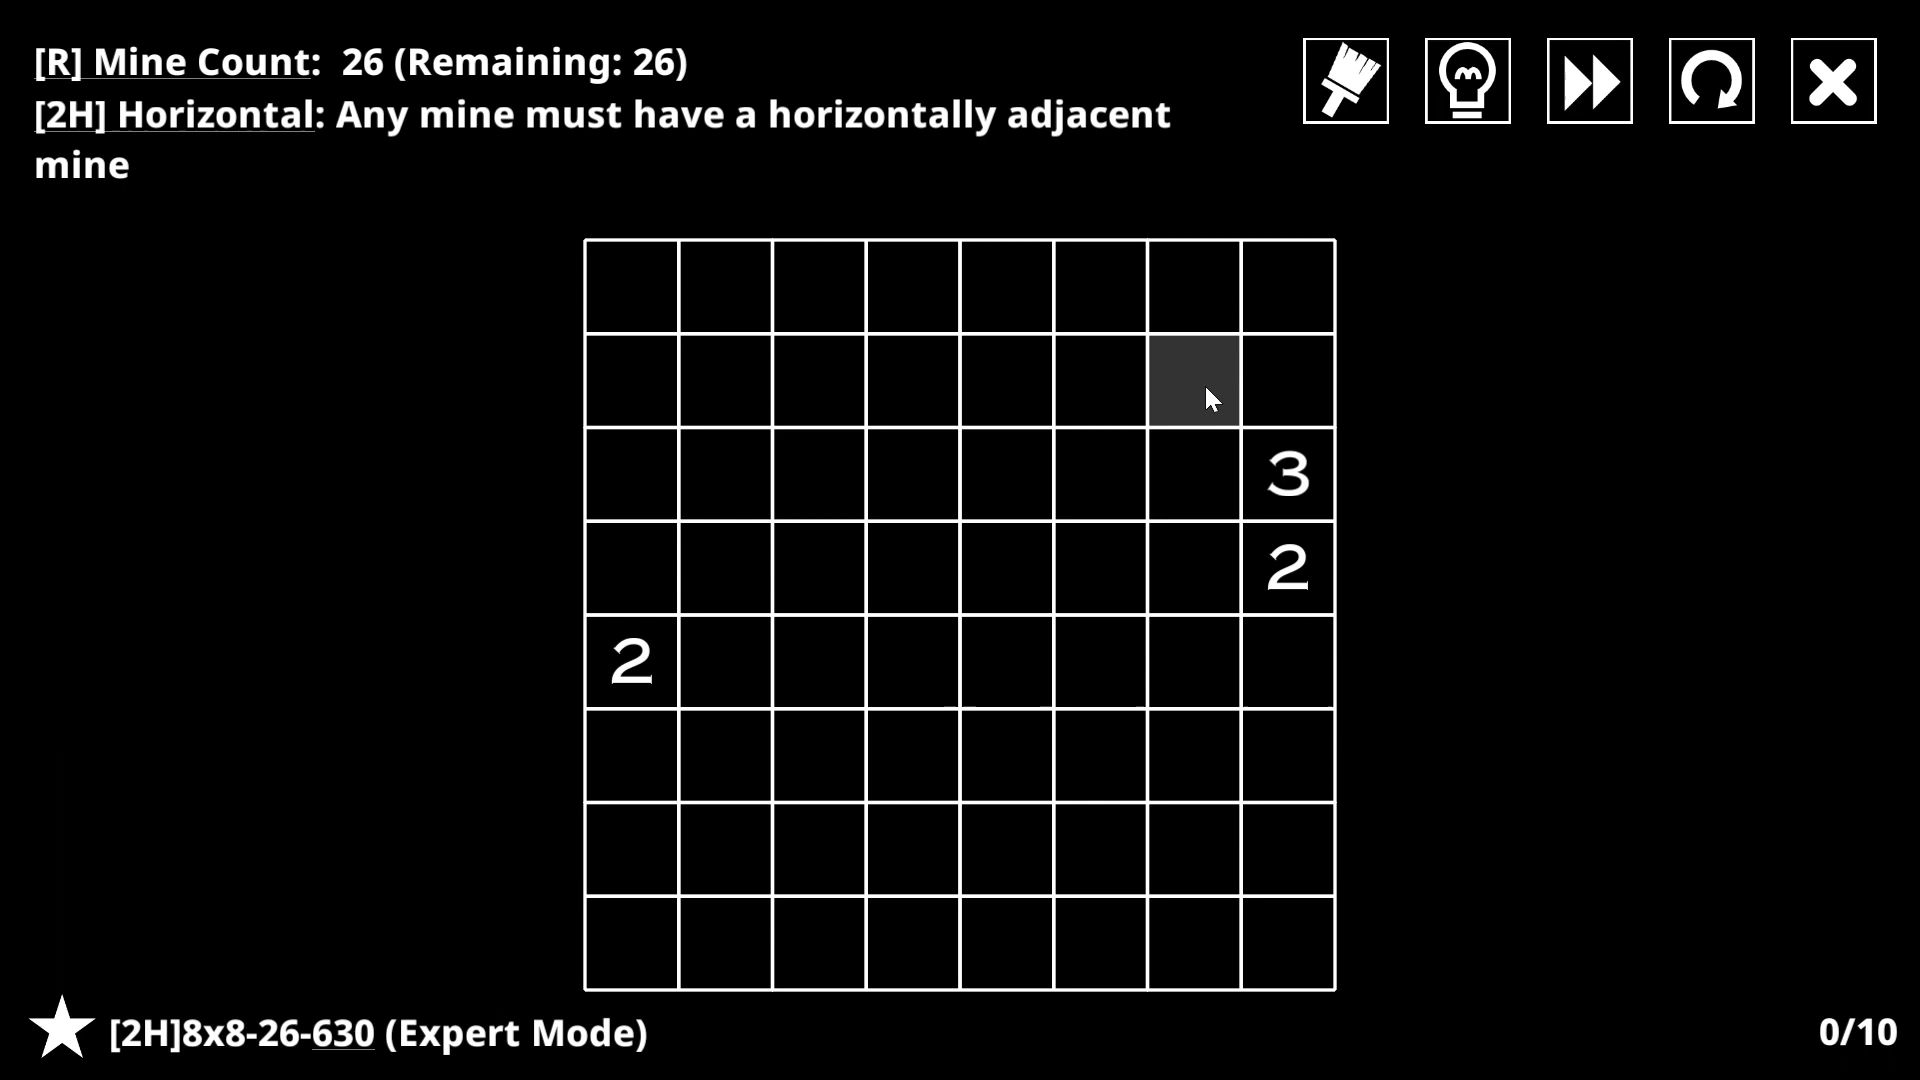 [R] Mine Count: 26 (Remaining: 26)
[2H] Horizontal: Any mine must have a horizontally adjacent
mine
3
2
2
[2H]8x8-26-630 (Expert Mode)
0/10